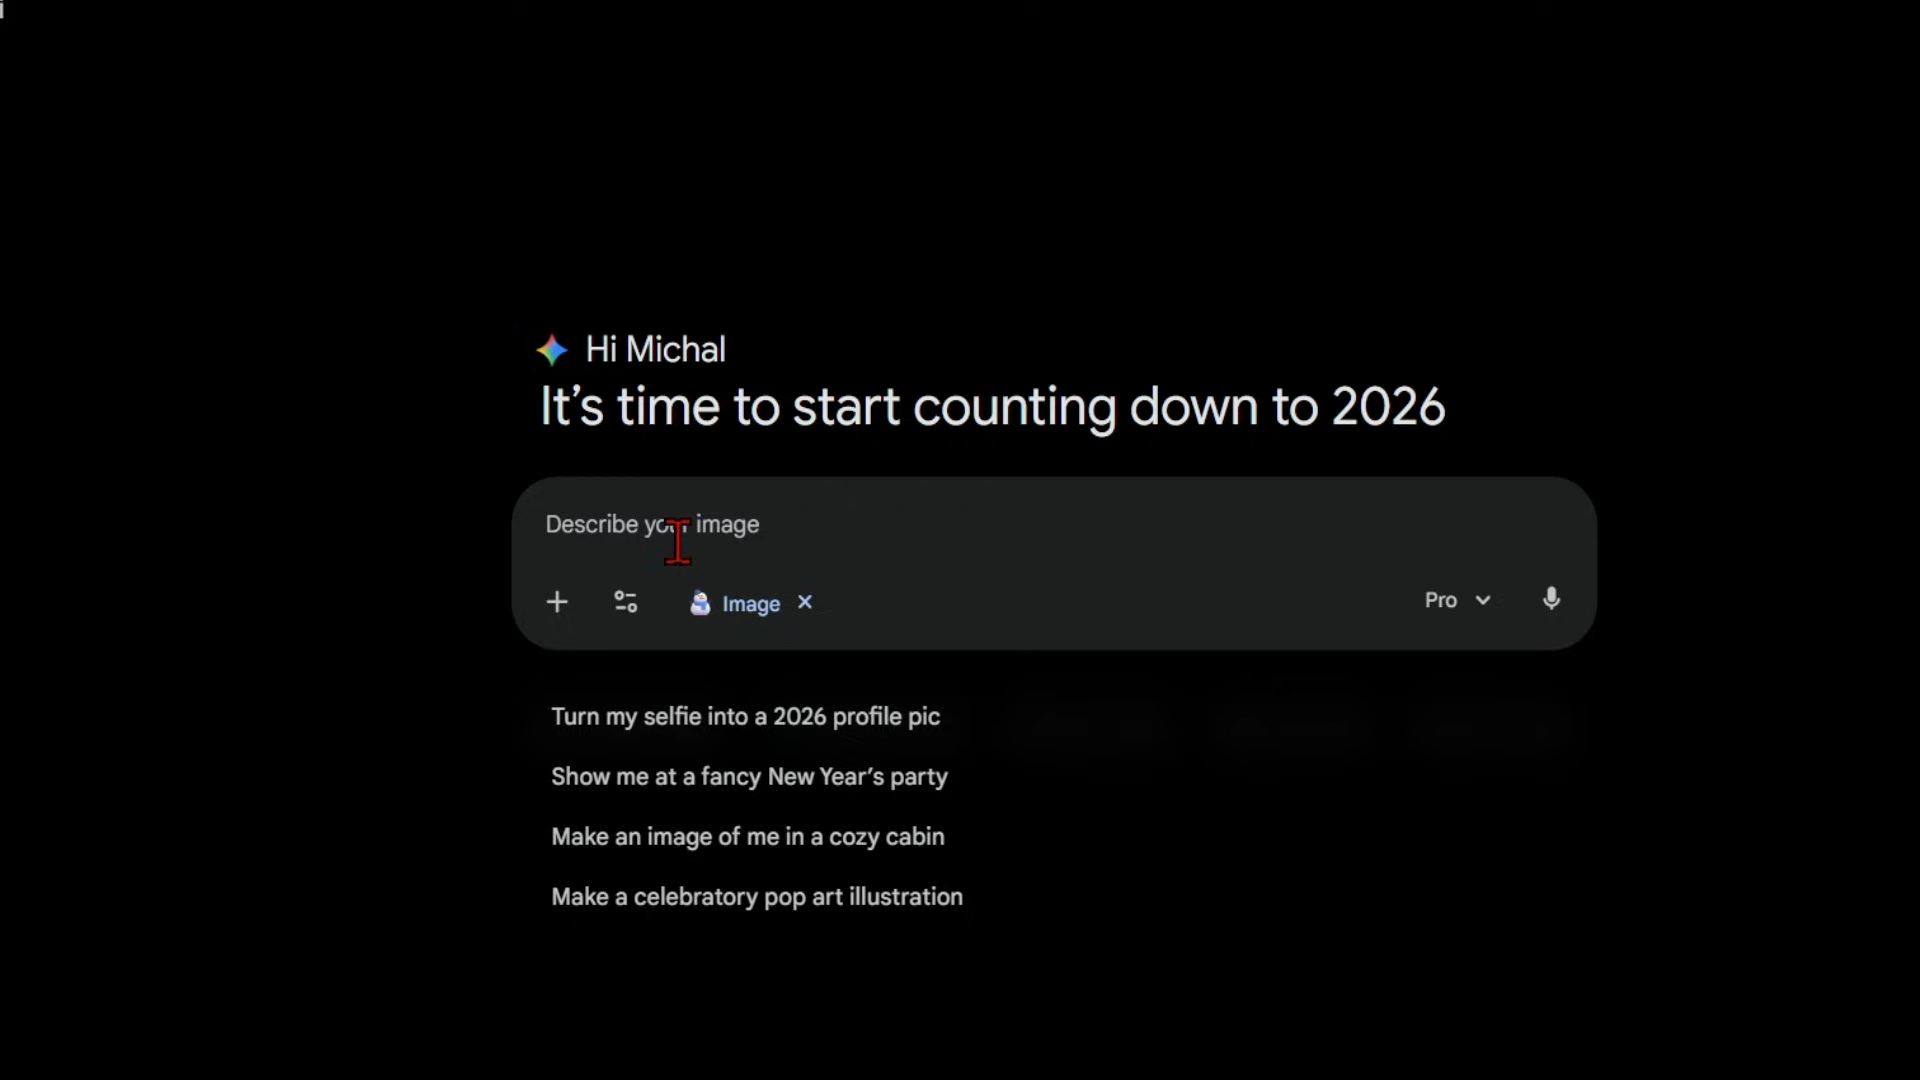 Hi Michal
It’s time to start counting down to 2026
Describe your image
Image
Pro
Turn my selfie into a 2026 profile pic
Show me at a fancy New Year’s party
Make an image of me in a cozy cabin
Make a celebratory pop art illustration